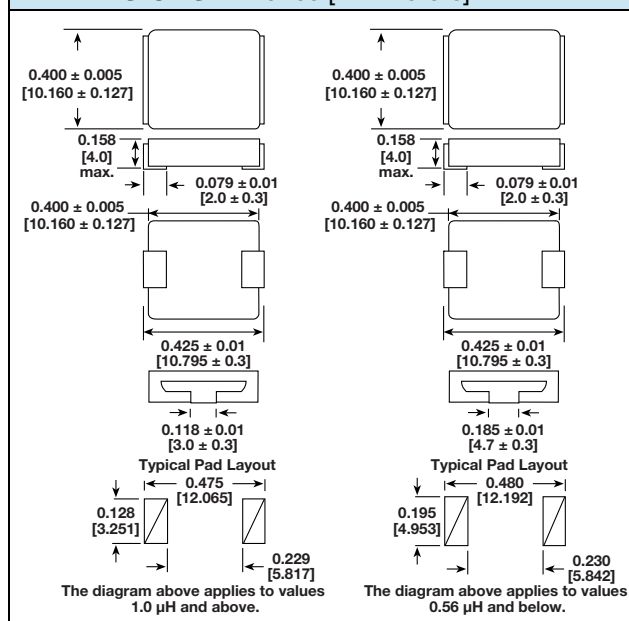 0.400 ± 0.005
[10.160 ± 0.127]
0.158
[4.0]
max.
0.079 ± 0.01
[2.0 ± 0.3]
0.400 ± 0.005
[10.160 ± 0.127]
0.425 ± 0.01
[10.795 ± 0.3]
0.118 ± 0.01
[3.0 ± 0.3]
Typical Pad Layout
0.475
[12.065]
0.128
[3.251]
0.229
[5.817]
The diagram above applies to values
1.0 µH and above.
0.400 ± 0.005
[10.160 ± 0.127]
0.158
[4.0]
max.
0.079 ± 0.01
[2.0 ± 0.3]
0.400 ± 0.005
[10.160 ± 0.127]
0.425 ± 0.01
[10.795 ± 0.3]
0.185 ± 0.01
[4.7 ± 0.3]
Typical Pad Layout
0.480
[12.192]
0.195
[4.953]
0.230
[5.842]
The diagram above applies to values
0.56 µH and below.